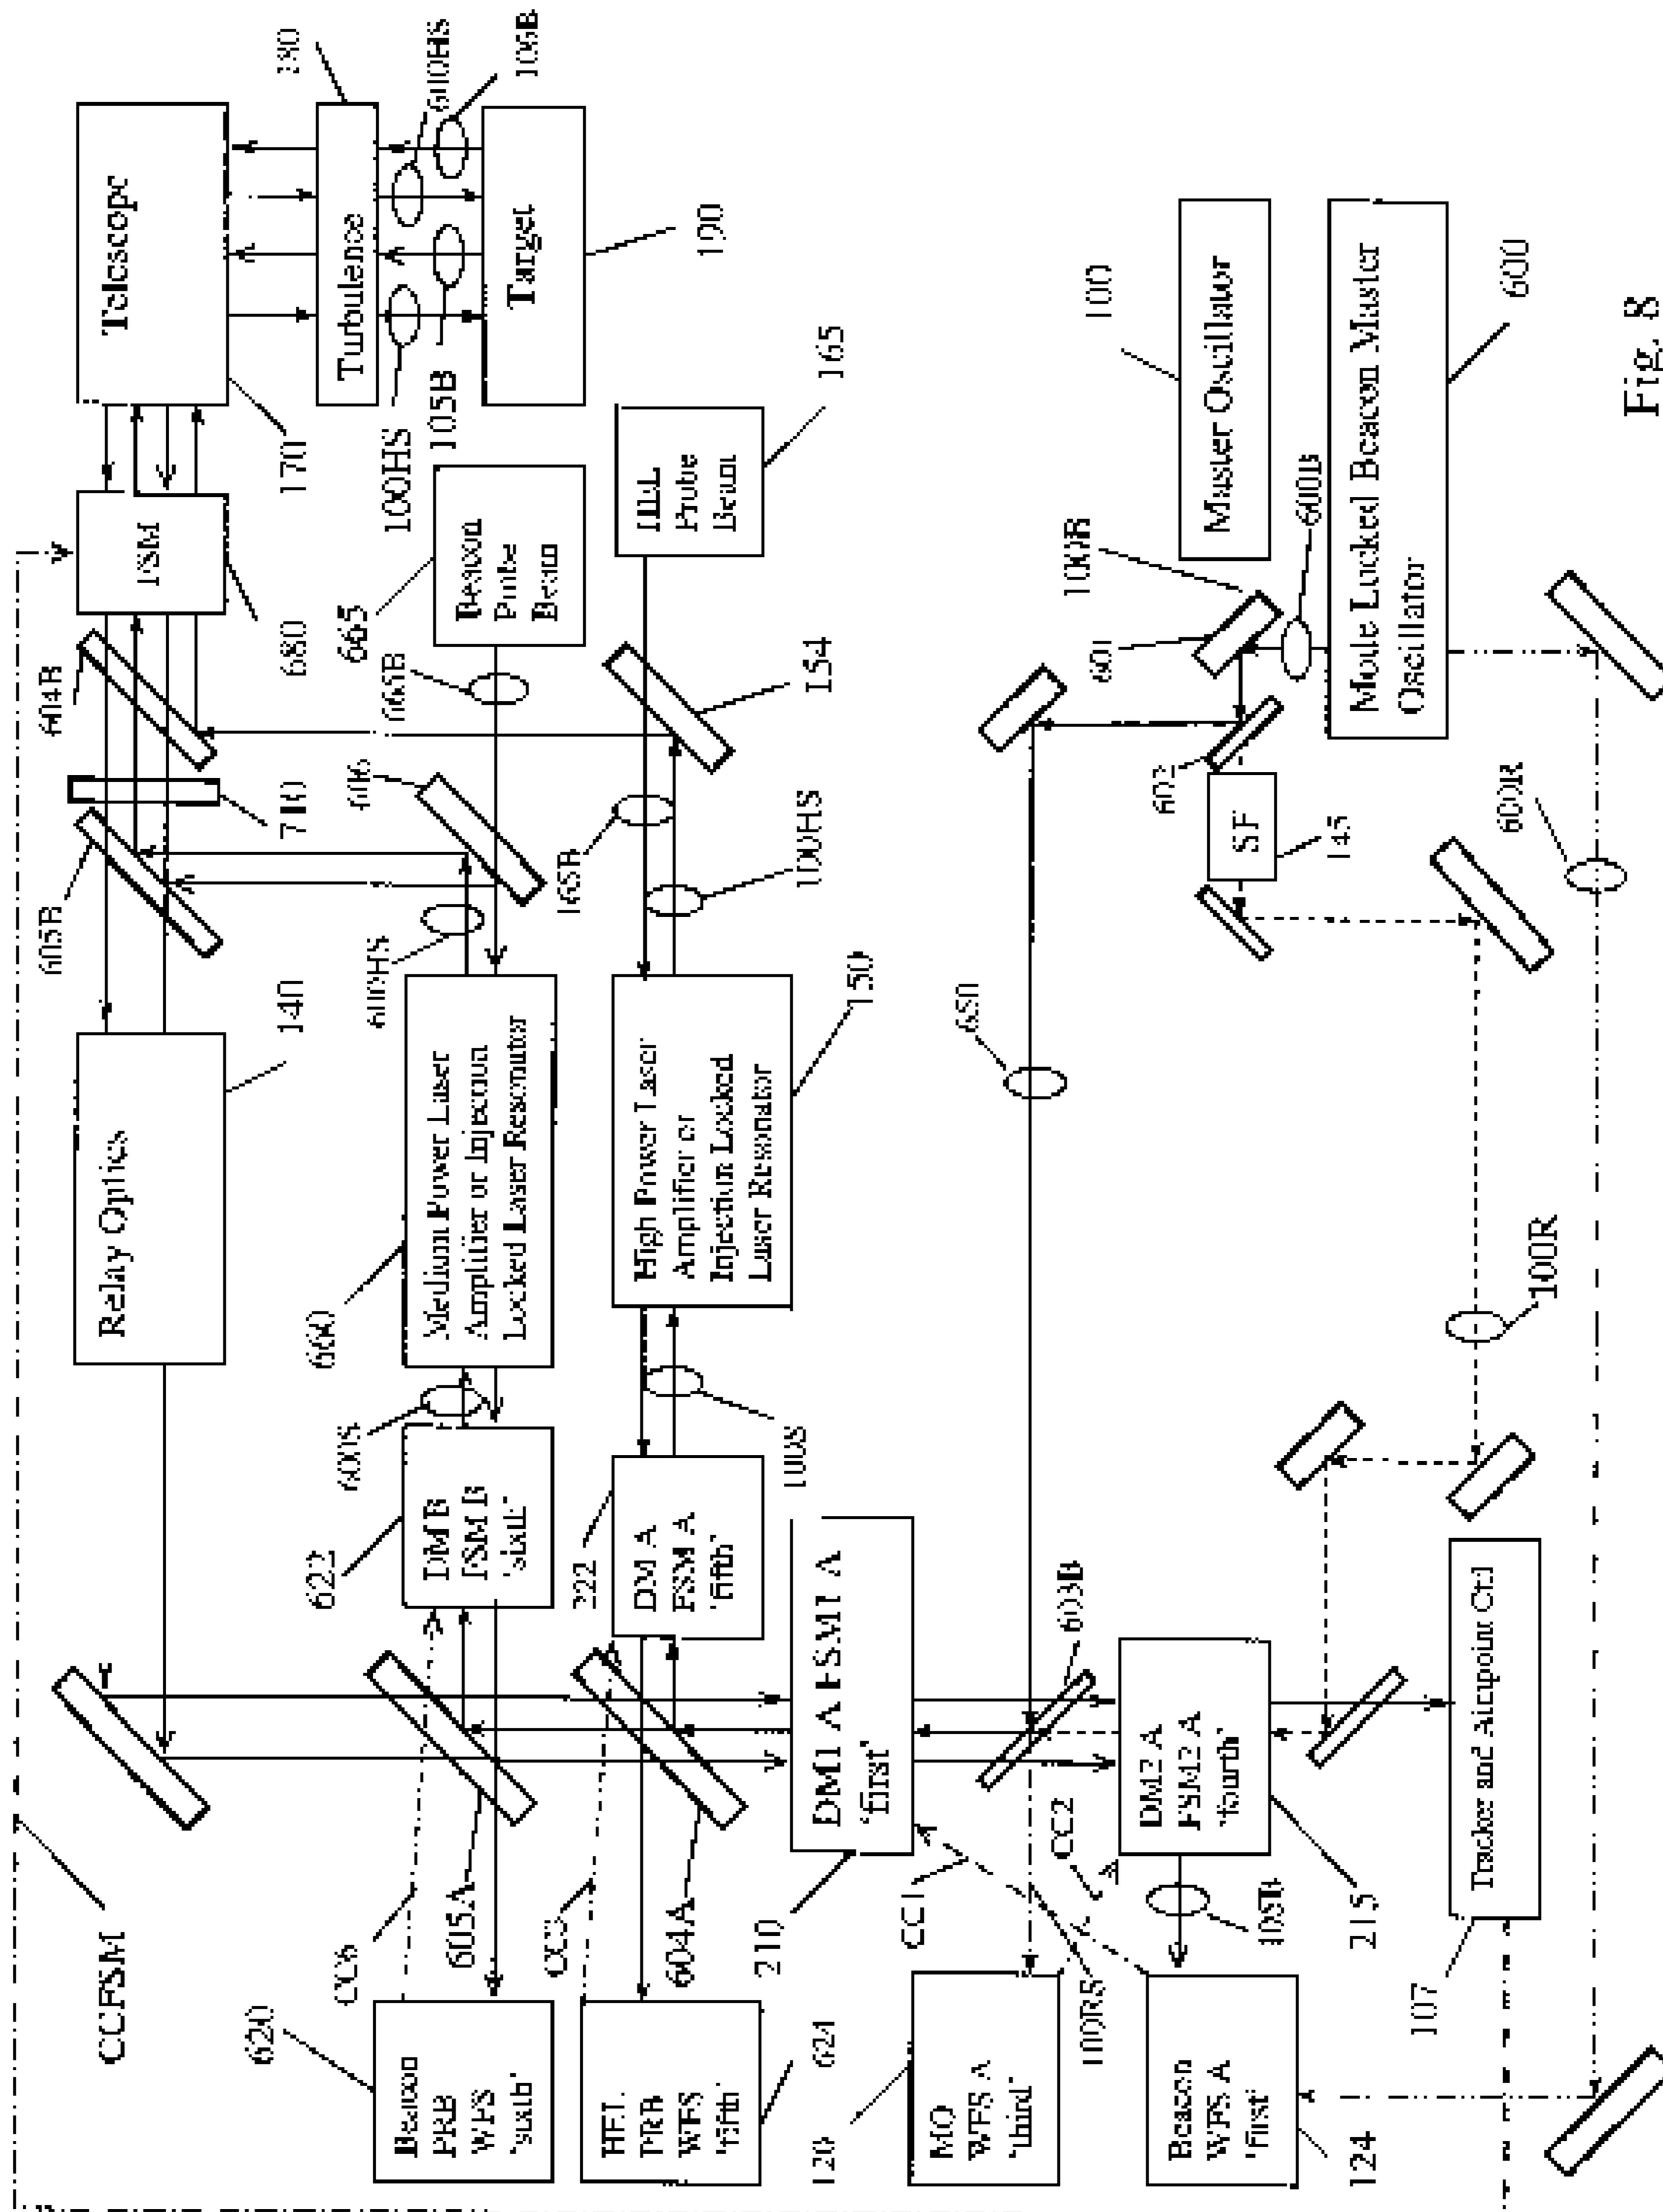 Telescope
Turbulence
Target
180
600HS
106B
190
170
100HS
105B
FSM
680
604B
710
605B
Relay Optics
140
CCFSM
665
Beacon
Probe
Beam
665B
606
600HS
Medium Power Laser
Amplifier or Injection
Locked Laser Resonator
660
600S
DM B
FSM B
'sixth'
622
CC6
605A
Beacon
PRB
WFS
'sixth'
620
165
HEL
Probe
Beam
154
165B
100HS
High Power Laser
Amplifier or
Injection Locked
Laser Resonator
150
100S
DM A
FSM A
'fifth'
222
604A
HEL
PRB
WFS
'fifth'
624
DM1 A FSM1 A
'first'
210
CC1
CC2
650
603B
MO
WFS A
'third'
120
DM2 A
FSM2 A
'fourth'
215
105B
Beacon
WFS A
'first'
124
Tracker and Aimpoint Ctl
107
100
Master Oscillator
100B
601
602
SF
145
600B
Mode Locked Beacon Master
Oscillator
600
600R
100R
Fig. 8